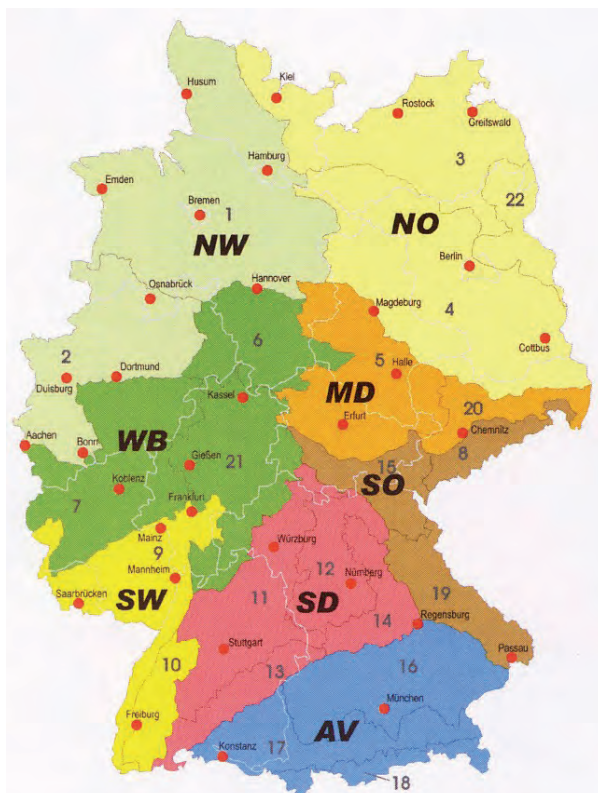 Husum
Kiel
Rostock
Greifswald
3
Hamburg
Emden
22
Bremen
1
NW
NO
Berlin
Osnabrück
Hannover
Magdeburg
4
6
Cottbus
2
5
Halle
Duisburg
Dortmund
Kassel
MD
20
Erfurt
Chemnitz
Aachen
Bonn
WB
8
Gießen
21
15
SO
Koblenz
7
Frankfurt
Mainz
9
Würzburg
Mannheim
12
Nürnberg
19
Saarbrücken
SW
11
SD
14
Regensburg
Stuttgart
10
13
16
Passau
Freiburg
München
17
AV
Konstanz
18